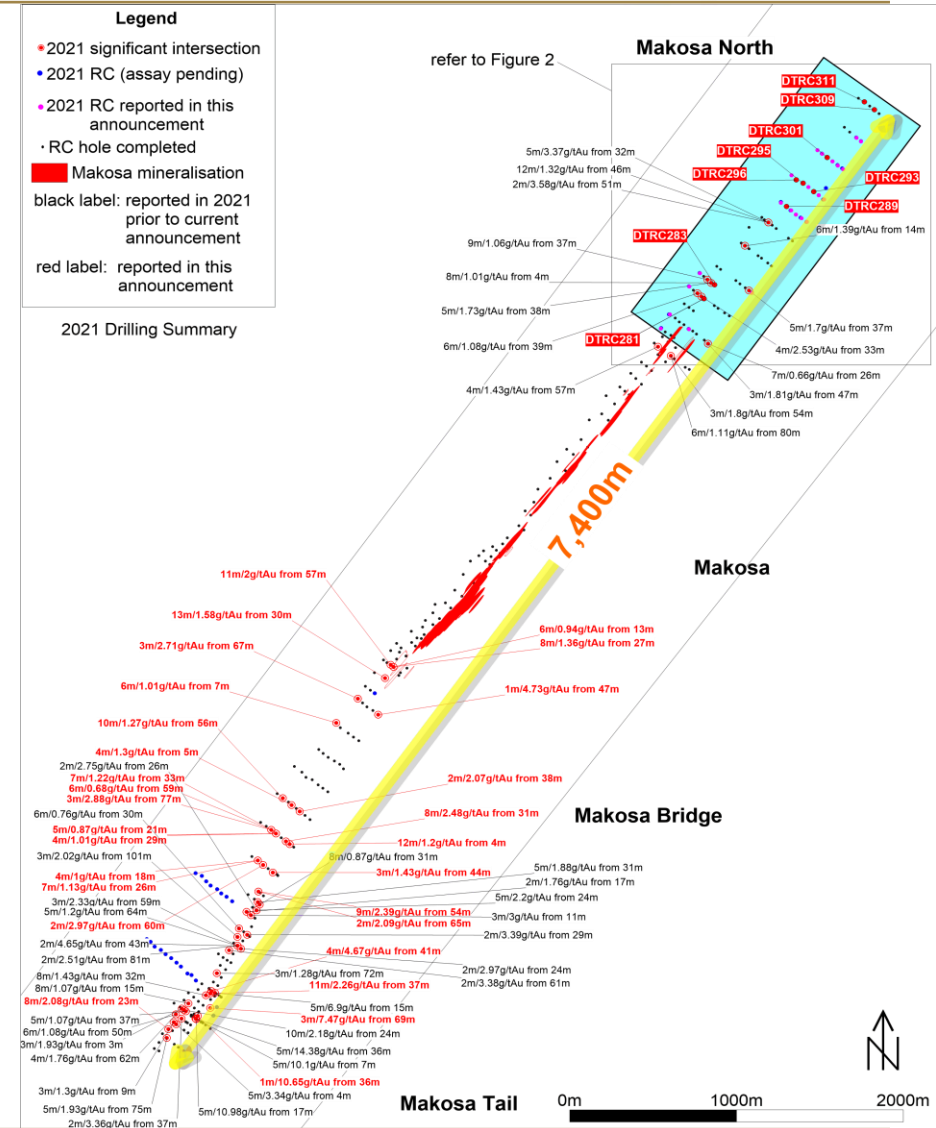 Legend
2021 significant intersection
2021 RC (assay pending)
2021 RC reported in this
announcement
RC hole completed
Makosa mineralisation
black label: reported in 2021
prior to current
announcement
red label: reported in this
announcement
2021 Drilling Summary
refer to Figure 2
Makosa North
DTRC311
DTRC309
DTRC301
DTRC295
DTRC296
DTRC293
DTRC289
DTRC283
DTRC281
5m/3.37g/tAu from 32m
12m/1.32g/tAu from 46m
2m/3.58g/tAu from 51m
6m/1.39g/tAu from 14m
9m/1.06g/tAu from 37m
8m/1.01g/tAu from 4m
5m/1.73g/tAu from 38m
6m/1.08g/tAu from 39m
4m/1.43g/tAu from 57m
5m/1.7g/tAu from 37m
4m/2.53g/tAu from 33m
7m/0.66g/tAu from 26m
3m/1.81g/tAu from 47m
3m/1.8g/tAu from 54m
6m/1.11g/tAu from 80m
7,400m
Makosa
11m/2g/tAu from 57m
13m/1.58g/tAu from 30m
3m/2.71g/tAu from 67m
6m/1.01g/tAu from 7m
10m/1.27g/tAu from 56m
4m/1.3g/tAu from 5m
2m/2.75g/tAu from 26m
7m/1.22g/tAu from 33m
6m/0.68g/tAu from 59m
3m/2.88g/tAu from 77m
6m/0.76g/tAu from 30m
5m/0.87g/tAu from 21m
4m/1.01g/tAu from 29m
3m/2.02g/tAu from 101m
4m/1g/tAu from 18m
7m/1.13g/tAu from 26m
3m/2.33g/tAu from 59m
5m/1.2g/tAu from 64m
2m/2.97g/tAu from 60m
2m/4.65g/tAu from 43m
2m/2.51g/tAu from 81m
8m/1.43g/tAu from 32m
8m/1.07g/tAu from 15m
8m/2.08g/tAu from 23m
5m/1.07g/tAu from 37m
6m/1.08g/tAu from 50m
3m/1.93g/tAu from 3m
4m/1.76g/tAu from 62m
3m/1.3g/tAu from 9m
5m/1.93g/tAu from 75m
2m/3.36g/tAu from 37m
6m/0.94g/tAu from 13m
8m/1.36g/tAu from 27m
1m/4.73g/tAu from 47m
2m/2.07g/tAu from 38m
8m/2.48g/tAu from 31m
Makosa Bridge
12m/1.2g/tAu from 4m
8m/0.87g/tAu from 31m
3m/1.43g/tAu from 44m
5m/1.88g/tAu from 31m
2m/1.76g/tAu from 17m
5m/2.2g/tAu from 24m
9m/2.39g/tAu from 54m
2m/2.09g/tAu from 65m
3m/3g/tAu from 11m
2m/3.39g/tAu from 29m
4m/4.67g/tAu from 41m
2m/2.97g/tAu from 24m
2m/3.38g/tAu from 61m
3m/1.28g/tAu from 72m
11m/2.26g/tAu from 37m
5m/6.9g/tAu from 15m
3m/7.47g/tAu from 69m
10m/2.18g/tAu from 24m
5m/14.38g/tAu from 36m
5m/10.1g/tAu from 7m
1m/10.65g/tAu from 36m
5m/3.34g/tAu from 4m
5m/10.98g/tAu from 17m
Makosa Tail
N
0m
1000m
2000m